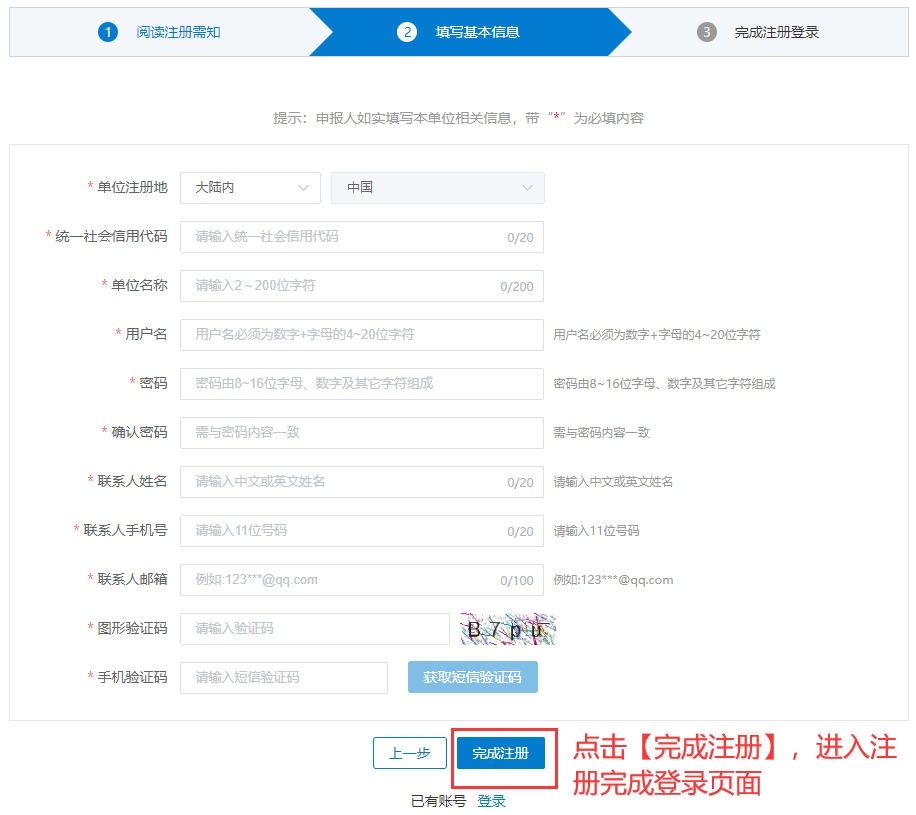 1 阅读注册需知 2 填写基本信息 3 完成注册登录
提示：申报人如实填写本单位相关信息，带“*”为必填内容
* 单位注册地 大陆内 中国
* 统一社会信用代码 请输入统一社会信用代码 0/20
* 单位名称 请输入2～200位字符 0/200
* 用户名 用户名必须为数字+字母的4~20位字符 用户名必须为数字+字母的4~20位字符
* 密码 密码由8~16位字母、数字及其它字符组成 密码由8~16位字母、数字及其它字符组成
* 确认密码 需与密码内容一致 需与密码内容一致
* 联系人姓名 请输入中文或英文姓名 0/20 请输入中文或英文姓名
* 联系人手机号 请输入11位号码 0/20 请输入11位号码
* 联系人邮箱 例如:123***@qq.com 0/100 例如:123***@qq.com
* 图形验证码 请输入验证码 B7pu
* 手机验证码 请输入短信验证码 获取短信验证码
上一步 完成注册 点击【完成注册】，进入注
册完成登录页面
已有账号 登录